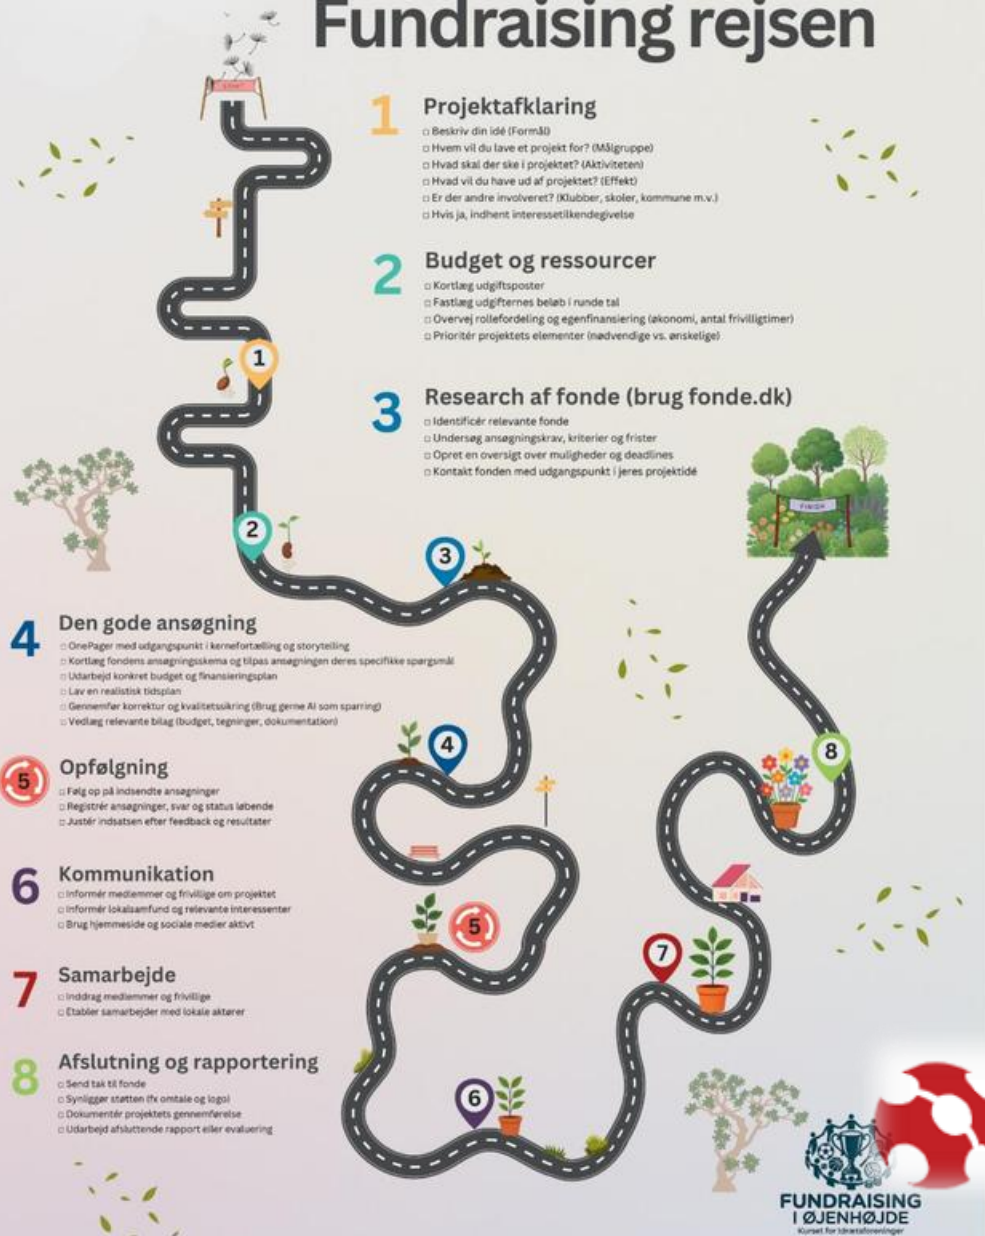 Fundraising rejsen
START
1
Projektafklaring
□ Beskriv din idé (Formål)
□ Hvem vil du lave et projekt for? (Målgruppe)
□ Hvad skal der ske i projektet? (Aktiviteten)
□ Hvad vil du have ud af projektet? (Effekt)
□ Er der andre involveret? (Klubber, skoler, kommune m.v.)
□ Hvis ja, indhent interessetilkendegivelse
2
Budget og ressourcer
□ Kortlæg udgiftsposter
□ Fastlæg udgifternes beløb i runde tal
□ Overvej rollefordeling og egenfinansiering (økonomi, antal frivilligtimer)
□ Prioritér projektets elementer (nødvendige vs. ønskelige)
1
3
Research af fonde (brug fonde.dk)
□ Identificér relevante fonde
□ Undersøg ansøgningskrav, kriterier og frister
□ Opret en oversigt over muligheder og deadlines
□ Kontakt fonden med udgangspunkt i jeres projektidé
FINISH
2
3
4
Den gode ansøgning
□ OnePager med udgangspunkt i kernefortælling og storytelling
□ Kortlæg fondens ansøgningsskema og tilpas ansøgningen deres specifikke spørgsmål
□ Udarbejd konkret budget og finansieringsplan
□ Lav en realistisk tidsplan
□ Gennemfør korrektur og kvalitetssikring (Brug gerne AI som sparring)
□ Vedlæg relevante bilag (budget, tegninger, dokumentation)
4
8
5
Opfølgning
□ Følg op på indsendte ansøgninger
□ Registrér ansøgninger, svar og status løbende
□ Justér indsatsen efter feedback og resultater
6
Kommunikation
□ Informér medlemmer og frivillige om projektet
□ Informér lokalsamfund og relevante interessenter
□ Brug hjemmeside og sociale medier aktivt
5
7
7
Samarbejde
□ Inddrag medlemmer og frivillige
□ Etabler samarbejder med lokale aktører
8
Afslutning og rapportering
□ Send tak til fonde
□ Synliggør støtten (fx omtale og logo)
□ Dokumentér projektets gennemførelse
□ Udarbejd afsluttende rapport eller evaluering
6
FUNDRAISING
I ØJENHØJDE
Kurset for Idrætsforeninger